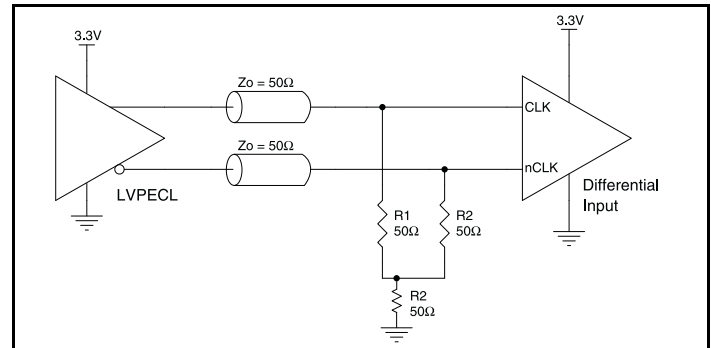 3.3V
3.3V
Zo = 50Ω
CLK
Zo = 50Ω
nCLK
LVPECL
Differential
Input
R1
50Ω
R2
50Ω
R2
50Ω